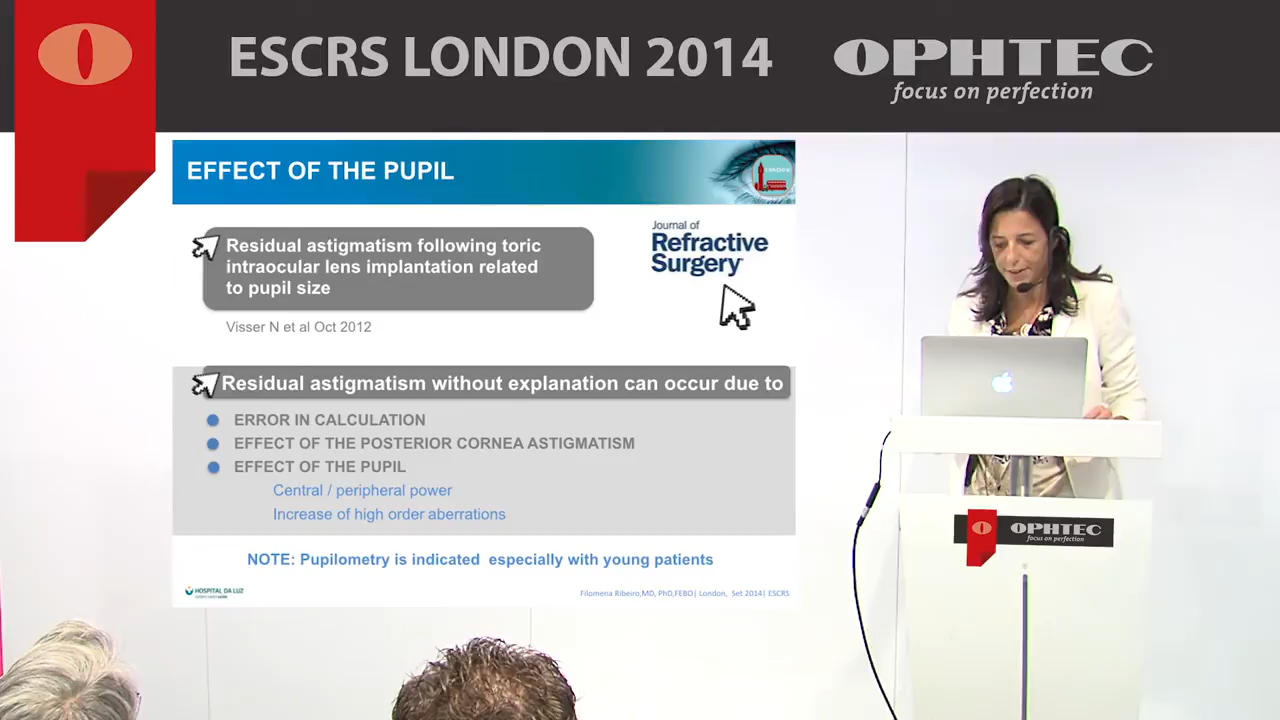 ESCRS LONDON 2014
OPHTEC
focus on perfection
EFFECT OF THE PUPIL
LONDON
Residual astigmatism following toric
intraocular lens implantation related
to pupil size
Visser N et al Oct 2012
Journal of
Refractive
Surgery
Residual astigmatism without explanation can occur due to
ERROR IN CALCULATION
EFFECT OF THE POSTERIOR CORNEA ASTIGMATISM
EFFECT OF THE PUPIL
Central / peripheral power
Increase of high order aberrations
NOTE: Pupilometry is indicated especially with young patients
HOSPITAL DA LUZ
Filomena Ribeiro,MD, PhD,FEBO| London, Set 2014| ESCRS
OPHTEC
focus on perfection